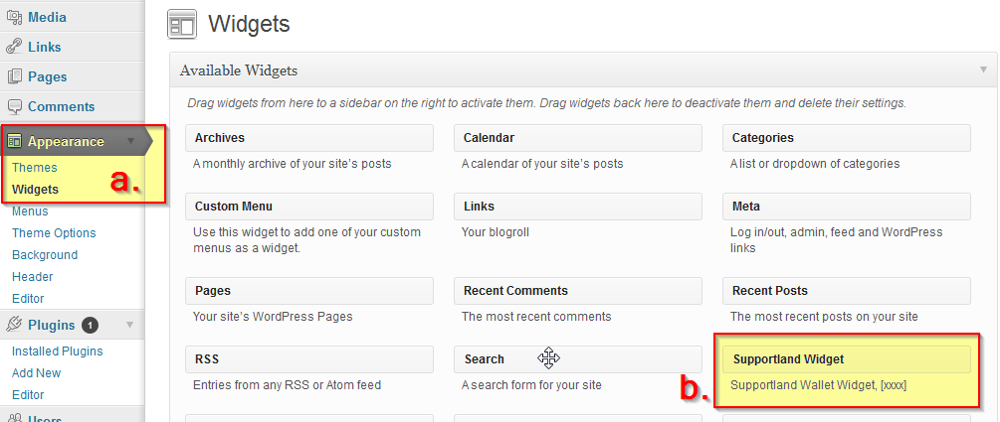 Media
Links
Pages
Comments
Appearance
Themes
Widgets
a.
Menus
Theme Options
Background
Header
Editor
Plugins 1
Installed Plugins
Add New
Editor
Users
Widgets
Available Widgets
Drag widgets from here to a sidebar on the right to activate them. Drag widgets back here to deactivate them and delete their settings.
Archives
A monthly archive of your site's posts
Calendar
A calendar of your site's posts
Categories
A list or dropdown of categories
Custom Menu
Use this widget to add one of your custom
menus as a widget.
Links
Your blogroll
Meta
Log in/out, admin, feed and WordPress
links
Pages
Your site's WordPress Pages
Recent Comments
The most recent comments
Recent Posts
The most recent posts on your site
RSS
Entries from any RSS or Atom feed
Search
A search form for your site
b.
Supportland Widget
Supportland Wallet Widget, [xxxx]